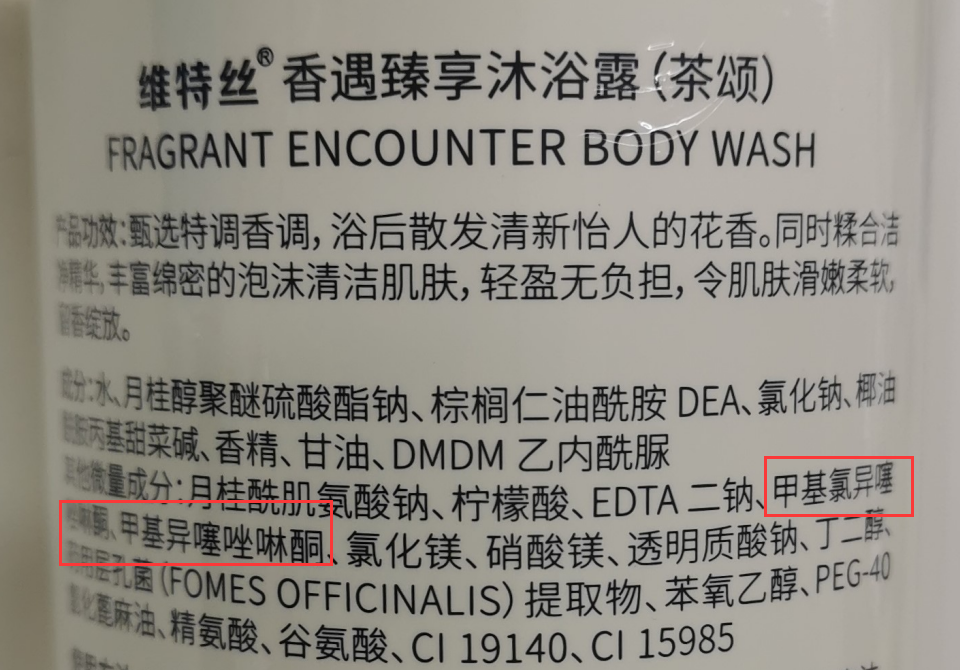 维特丝® 香遇臻享沐浴露(茶颂)
FRAGRANT ENCOUNTER BODY WASH
产品功效:甄选特调香调,浴后散发清新怡人的花香。同时糅合洁
净精华,丰富绵密的泡沫清洁肌肤,轻盈无负担,令肌肤滑嫩柔软,
留香绽放。
成分:水、月桂醇聚醚硫酸酯钠、棕榈仁油酰胺 DEA、氯化钠、椰油
酰胺丙基甜菜碱、香精、甘油、DMDM 乙内酰脲
其他微量成分:月桂酰肌氨酸钠、柠檬酸、EDTA 二钠、甲基氯异噻
唑啉酮、甲基异噻唑啉酮、氯化镁、硝酸镁、透明质酸钠、丁二醇、
药用层孔菌(FOMES OFFICINALIS)提取物、苯氧乙醇、PEG-40
氢化蓖麻油、精氨酸、谷氨酸、CI 19140、CI 15985